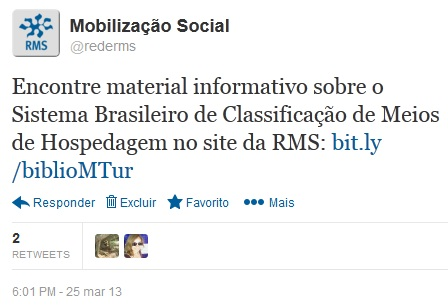 RMS
Mobilização Social
@rederms
Encontre material informativo sobre o
Sistema Brasileiro de Classificação de Meios
de Hospedagem no site da RMS: bit.ly
/biblioMTur
Responder Excluir Favorito Mais
2
RETWEETS
6:01 PM - 25 mar 13